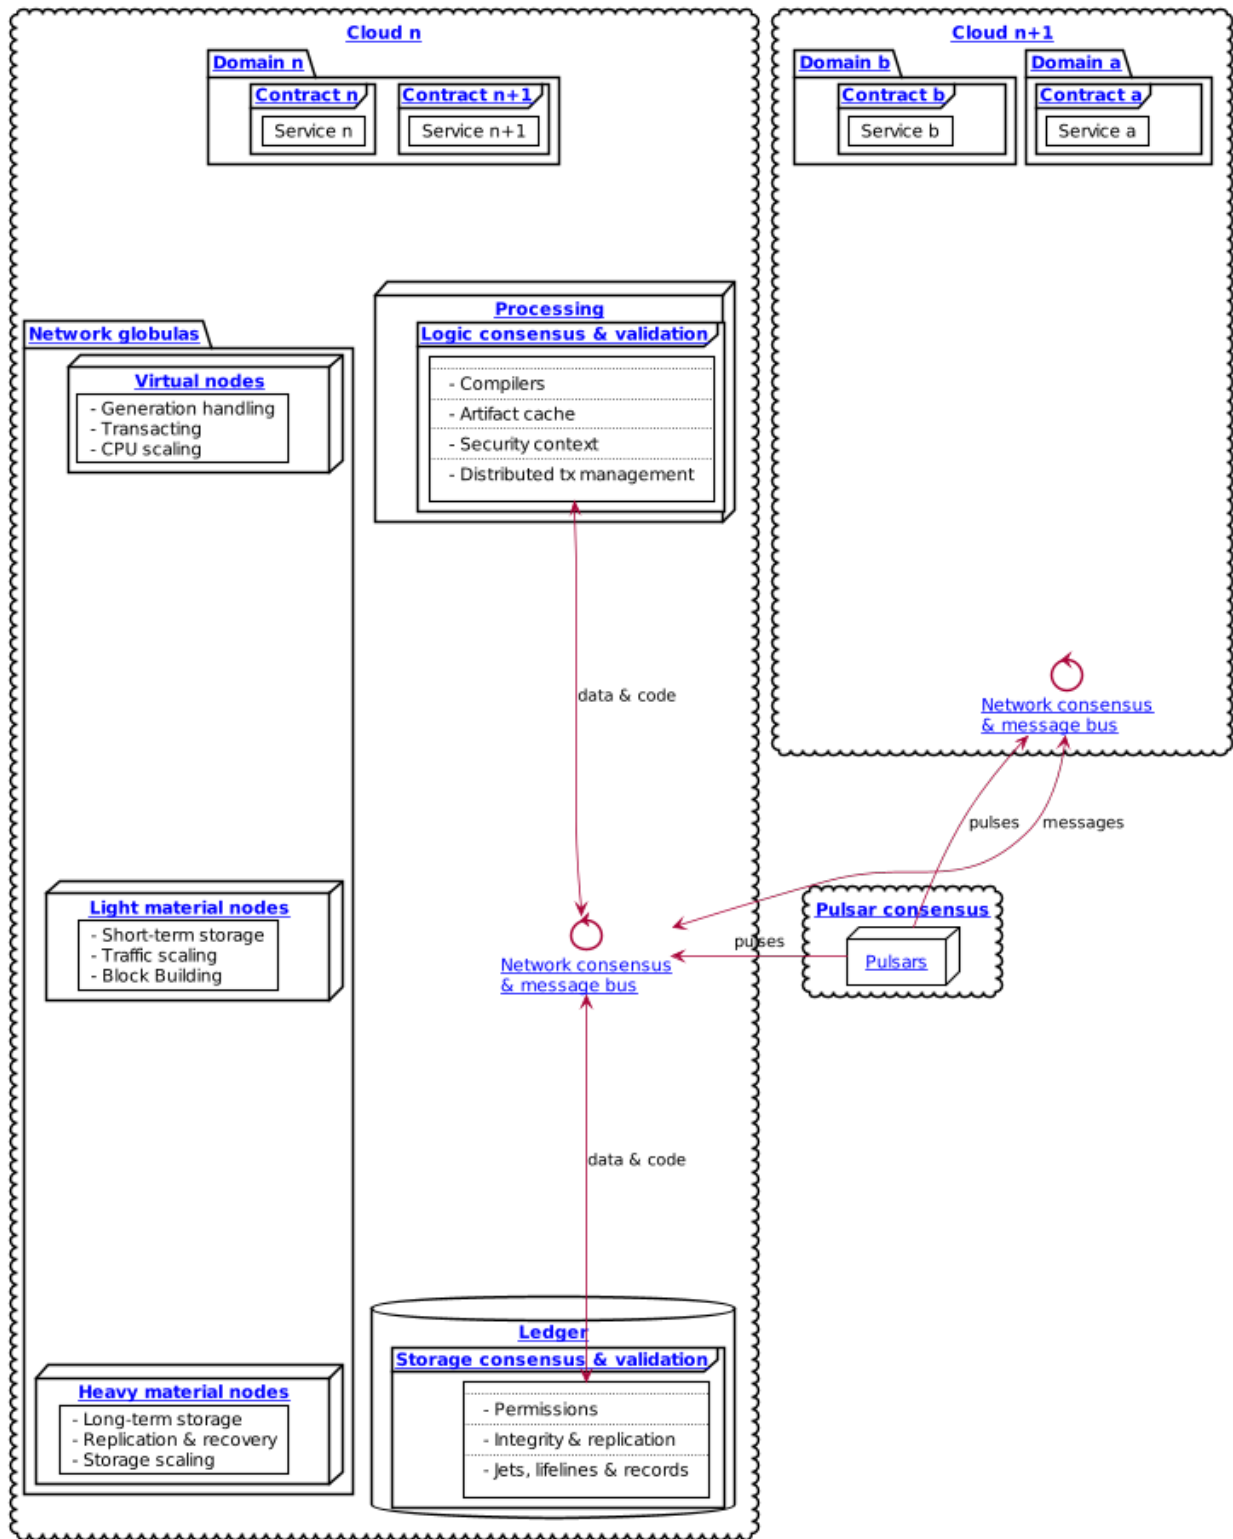 Cloud n
Domain n
Contract n
Service n
Contract n+1
Service n+1
Network globulas
Virtual nodes
- Generation handling
- Transacting
- CPU scaling
Light material nodes
- Short-term storage
- Traffic scaling
- Block Building
Heavy material nodes
- Long-term storage
- Replication & recovery
- Storage scaling
Processing
Logic consensus & validation
- Compilers
- Artifact cache
- Security context
- Distributed tx management
data & code
Network consensus
& message bus
data & code
Ledger
Storage consensus & validation
- Permissions
- Integrity & replication
- Jets, lifelines & records
Cloud n+1
Domain b
Contract b
Service b
Domain a
Contract a
Service a
Network consensus
& message bus
pulses
messages
Pulsar consensus
Pulsars
pulses